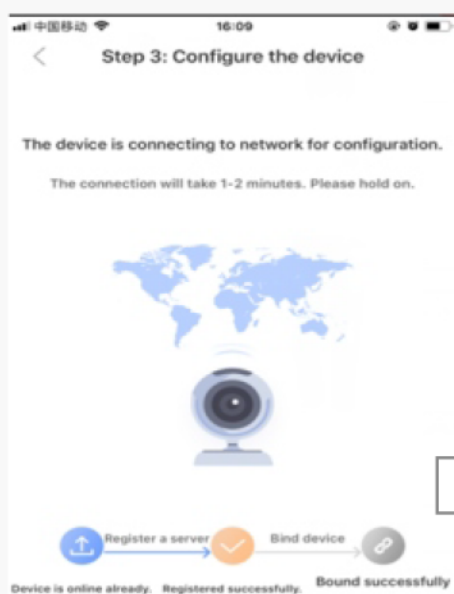 中国移动 16:09
Step 3: Configure the device
The device is connecting to network for configuration.
The connection will take 1-2 minutes. Please hold on.
Register a server Bind device
Device is online already. Registered successfully. Bound successfully